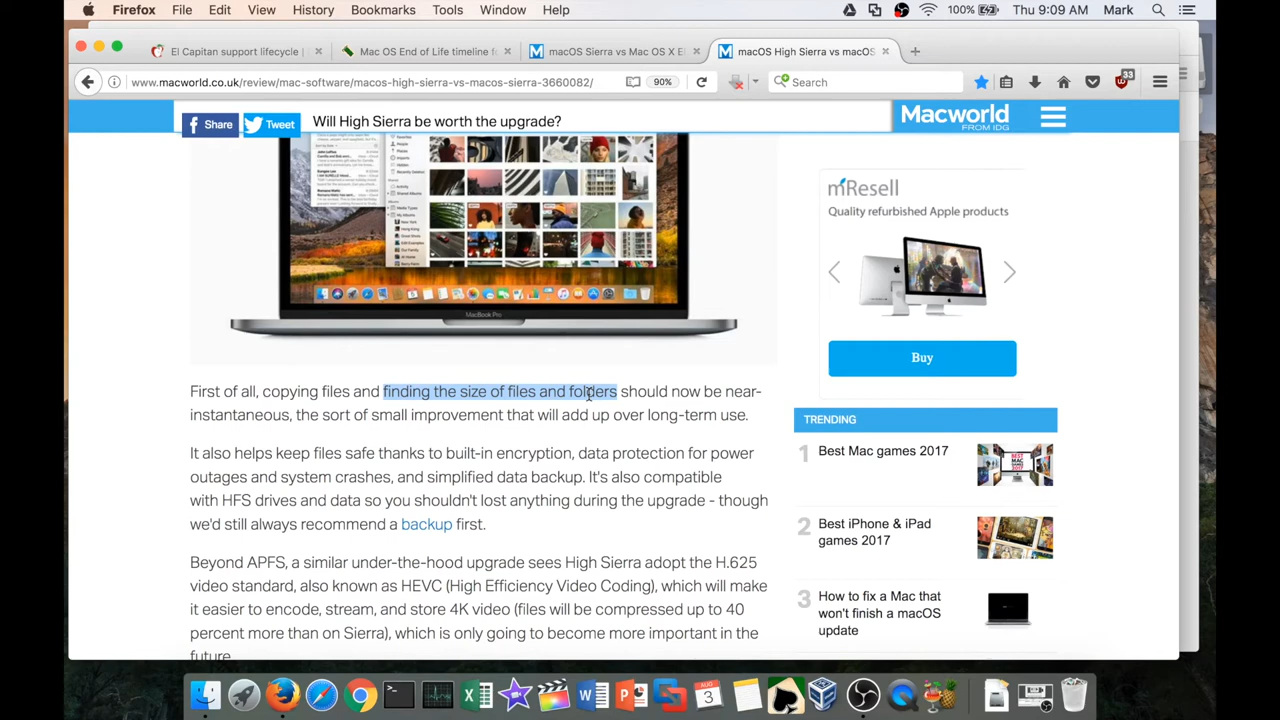 Firefox File Edit View History Bookmarks Tools Window Help 100% Thu 9:09 AM Mark
El Capitan support lifecycle
Mac OS End of Life timeline fo
macOS Sierra vs Mac OS X E
macOS High Sierra vs macOS
www.macworld.co.uk/review/mac-software/macos-high-sierra-vs-macos-sierra-3660082/
90%
Search
33
Share
Tweet
Will High Sierra be worth the upgrade?
Macworld
FROM IDG
MacBook Pro
First of all, copying files and finding the size of files and folders should now be near-
instantaneous, the sort of small improvement that will add up over long-term use.
It also helps keep files safe thanks to built-in encryption, data protection for power
outages and system crashes, and simplified data backup. It's also compatible
with HFS drives and data so you shouldn't lose anything during the upgrade - though
we'd still always recommend a backup first.
Beyond APFS, a similar under-the-hood upgrade sees High Sierra adopt the H.625
video standard, also known as HEVC (High Efficiency Video Coding), which will make
it easier to encode, stream, and store 4K video (files will be compressed up to 40
percent more than on Sierra), which is only going to become more important in the
future.
mResell
Quality refurbished Apple products
Buy
TRENDING
1 Best Mac games 2017
2 Best iPhone & iPad
games 2017
3 How to fix a Mac that
won't finish a macOS
update
AUG
3